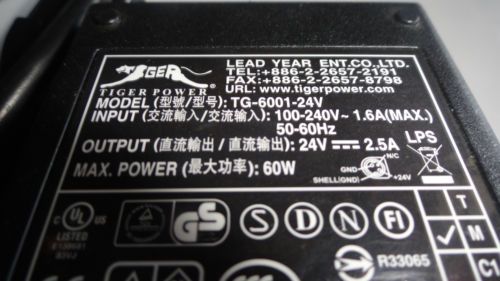 TIGER LEAD YEAR ENT.CO.,LTD.
TEL:+886-2-2657-2191
FAX:+886-2-2657-8798
TIGER POWER® URL: www.tigerpower.com
MODEL (型號/型号): TG-6001-24V
INPUT (交流輸入/交流输入): 100-240V~ 1.6A(MAX.)
50-60Hz
OUTPUT (直流輸出/直流输出): 24V ⎓ 2.5A LPS
N/C
GND
MAX. POWER (最大功率): 60W SHELL(GND) +24V
C UL US
LISTED
GS S D N FI
T
✓ M
R33065
C1